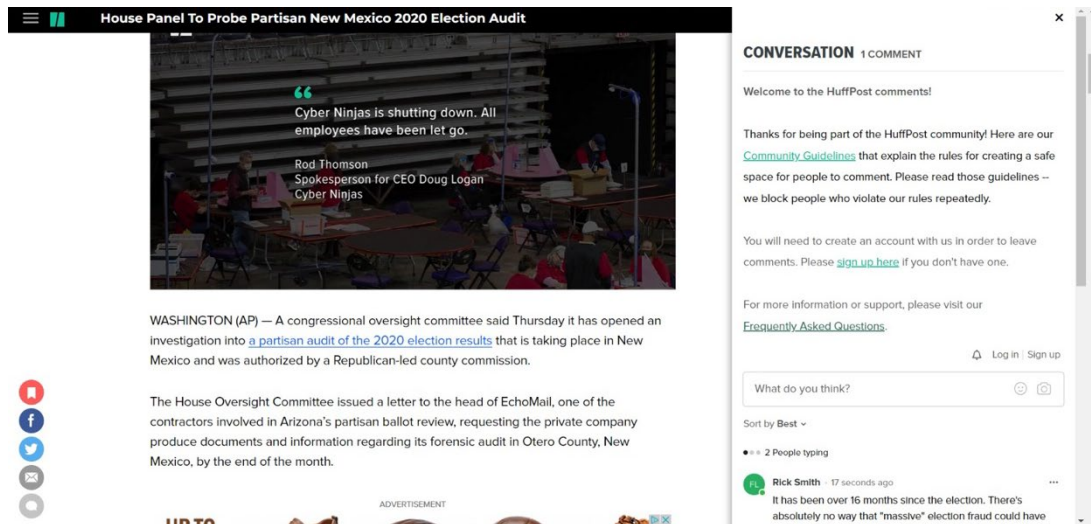 House Panel To Probe Partisan New Mexico 2020 Election Audit
Cyber Ninjas is shutting down. All
employees have been let go.
Rod Thomson
Spokesperson for CEO Doug Logan
Cyber Ninjas
WASHINGTON (AP) — A congressional oversight committee said Thursday it has opened an
investigation into a partisan audit of the 2020 election results that is taking place in New
Mexico and was authorized by a Republican-led county commission.
The House Oversight Committee issued a letter to the head of EchoMail, one of the
contractors involved in Arizona's partisan ballot review, requesting the private company
produce documents and information regarding its forensic audit in Otero County, New
Mexico, by the end of the month.
ADVERTISEMENT
UP TO
CONVERSATION 1 COMMENT
Welcome to the HuffPost comments!
Thanks for being part of the HuffPost community! Here are our
Community Guidelines that explain the rules for creating a safe
space for people to comment. Please read those guidelines --
we block people who violate our rules repeatedly.
You will need to create an account with us in order to leave
comments. Please sign up here if you don't have one.
For more information or support, please visit our
Frequently Asked Questions.
Log in | Sign up
What do you think?
Sort by Best
2 People typing
FL Rick Smith · 17 seconds ago
It has been over 16 months since the election. There's
absolutely no way that "massive" election fraud could have